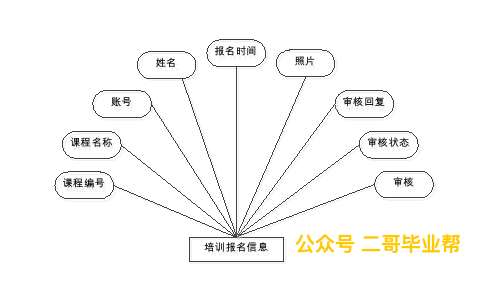 报名时间
姓名
照片
账号
审核回复
课程名称
审核状态
课程编号
审核
培训报名信息
公众号 二哥毕业帮